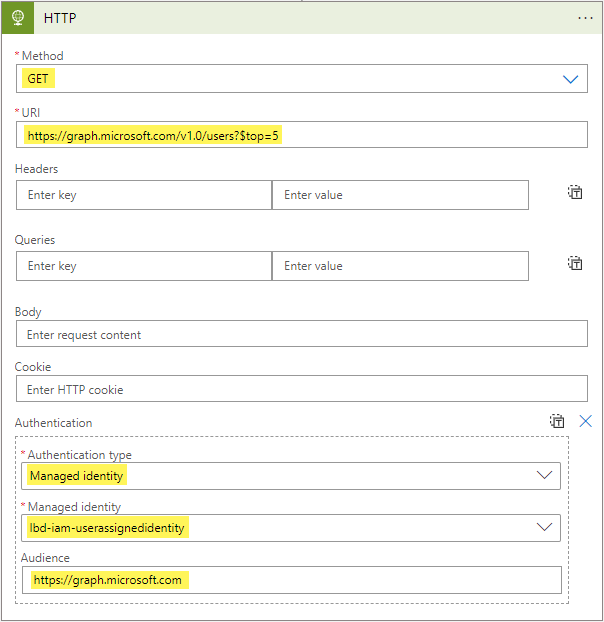 HTTP
* Method
GET
* URI
https://graph.microsoft.com/v1.0/users?$top=5
Headers
Enter key Enter value
Queries
Enter key Enter value
Body
Enter request content
Cookie
Enter HTTP cookie
Authentication
* Authentication type
Managed identity
* Managed identity
lbd-iam-userassignedidentity
Audience
https://graph.microsoft.com